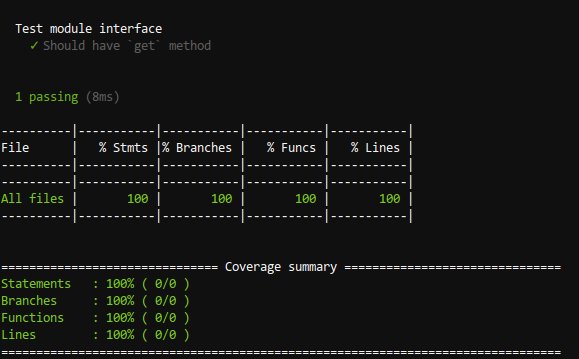 Test module interface
✓ Should have `get` method
1 passing (8ms)
----------|-----------|-----------|-----------|-----------|
File      |   % Stmts |% Branches |   % Funcs |   % Lines |
----------|-----------|-----------|-----------|-----------|
----------|-----------|-----------|-----------|-----------|
All files |       100 |       100 |       100 |       100 |
----------|-----------|-----------|-----------|-----------|
=============================== Coverage summary ===============================
Statements   : 100% ( 0/0 )
Branches     : 100% ( 0/0 )
Functions    : 100% ( 0/0 )
Lines        : 100% ( 0/0 )
================================================================================